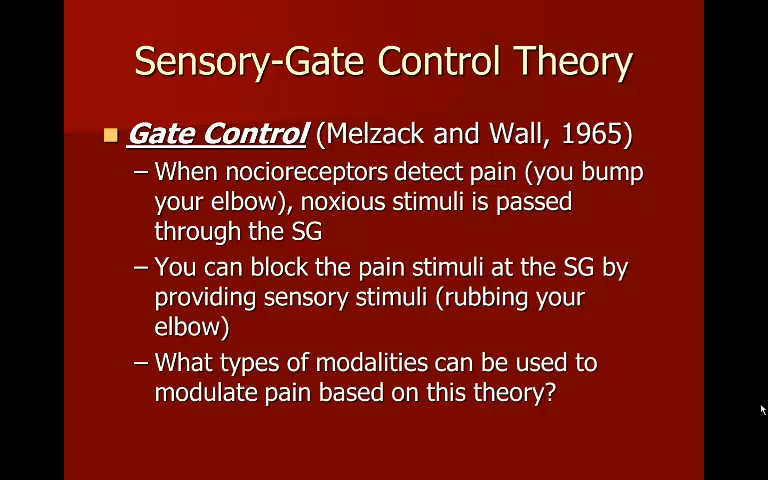 Sensory-Gate Control Theory
Gate Control (Melzack and Wall, 1965)
– When nocioreceptors detect pain (you bump
your elbow), noxious stimuli is passed
through the SG
– You can block the pain stimuli at the SG by
providing sensory stimuli (rubbing your
elbow)
– What types of modalities can be used to
modulate pain based on this theory?